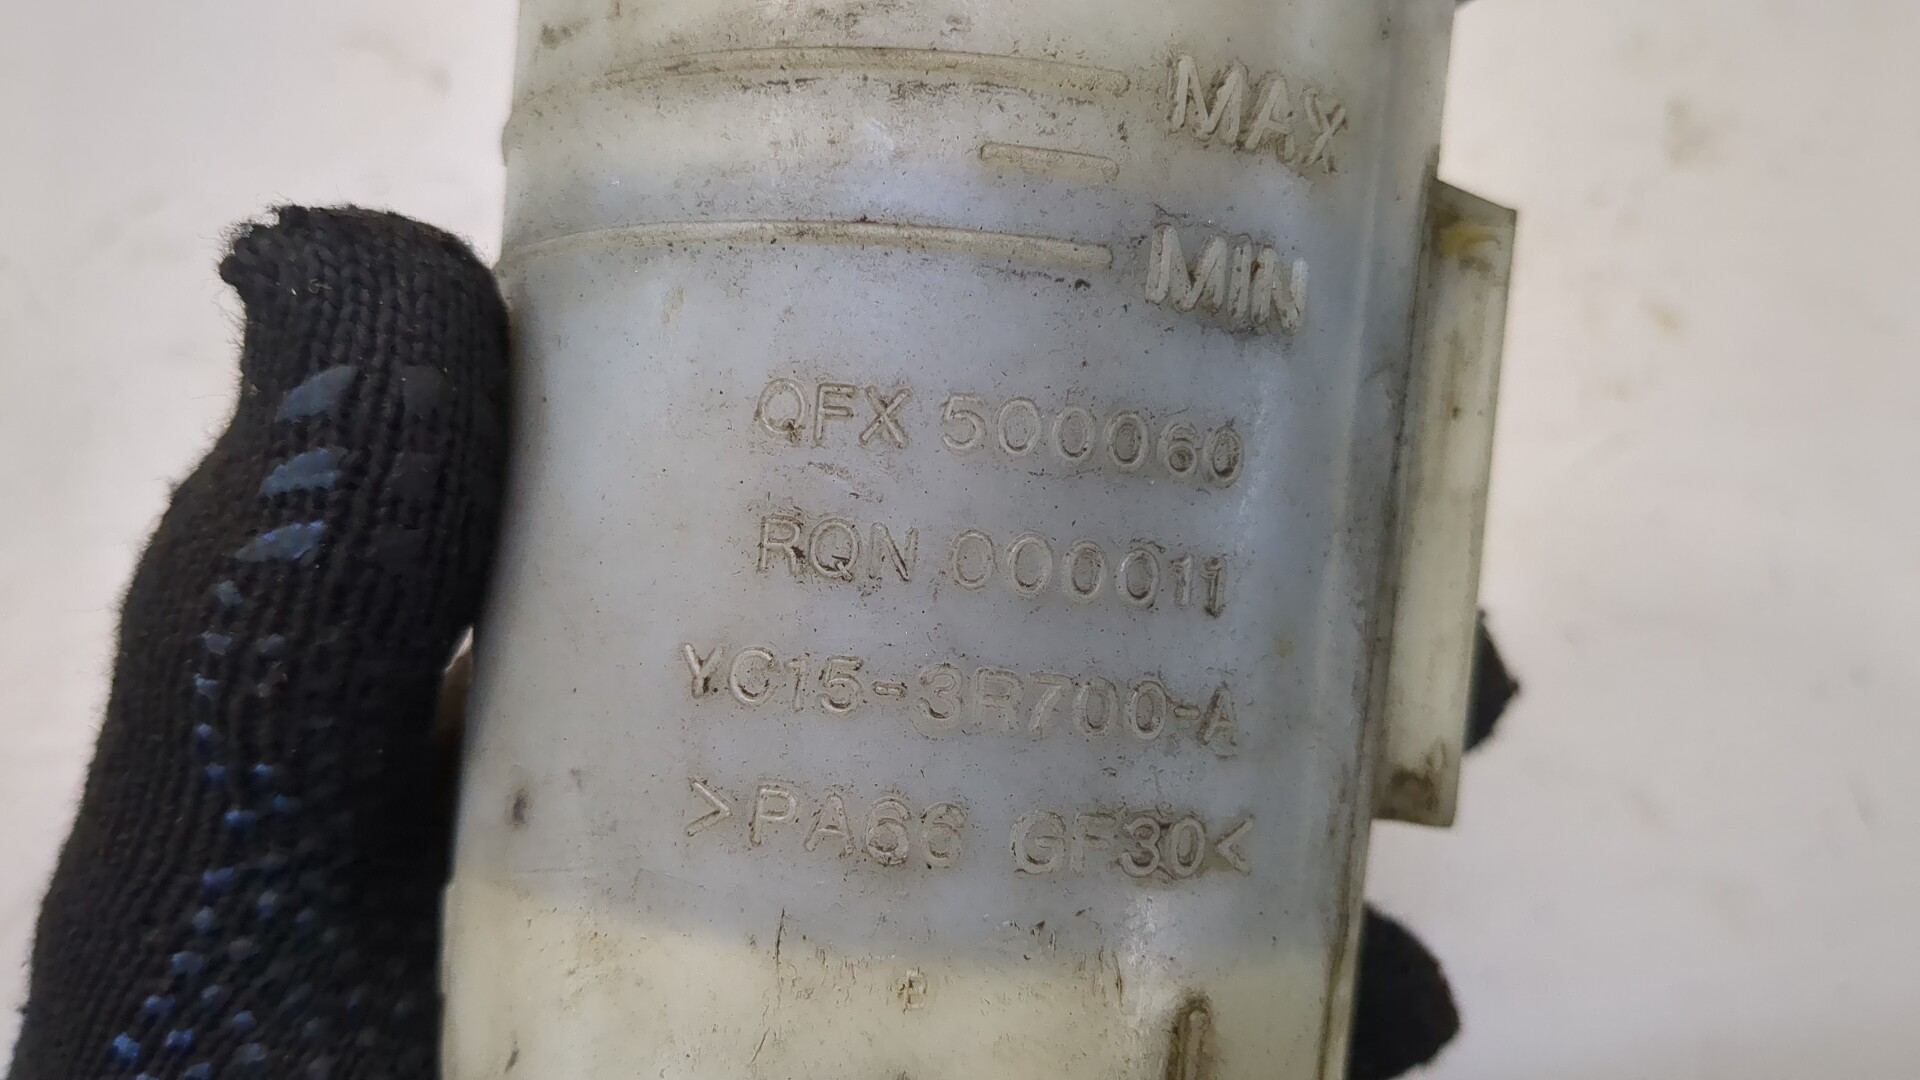 MAX
MIN
QFX 500060
RQN 000011
YC15-3R700-A
>PA66 GF30<
B